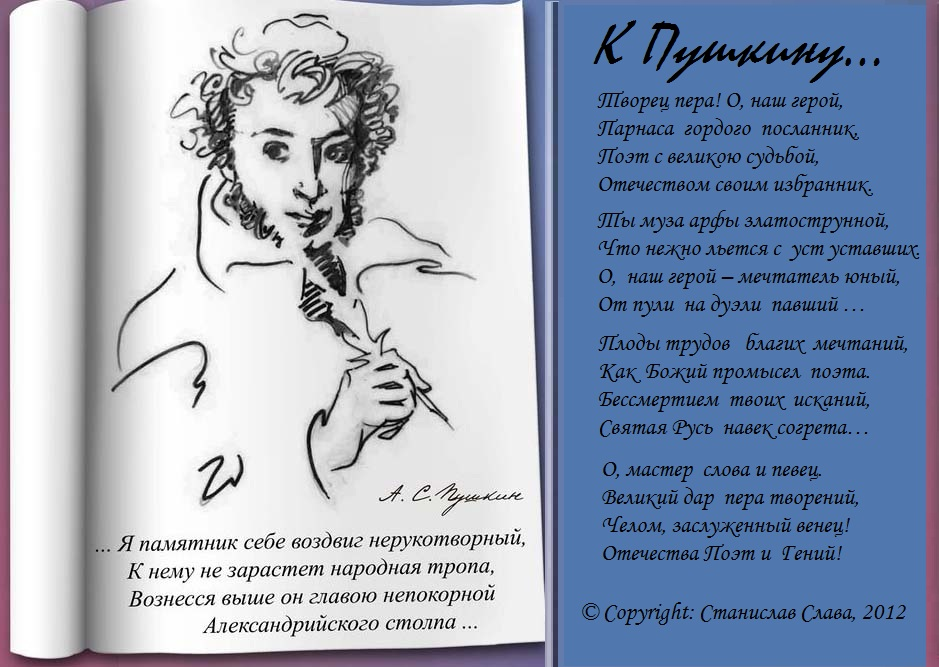 А. С. Пушкин
... Я памятник себе воздвиг нерукотворный,
К нему не зарастет народная тропа,
Вознесся выше он главою непокорной
Александрийского столпа ...
К Пушкину...
Творец пера! О, наш герой,
Парнаса гордого посланник.
Поэт с великою судьбой,
Отечеством своим избранник.
Ты муза арфы златострунной,
Что нежно льется с уст уставших.
О, наш герой – мечтатель юный,
От пули на дуэли павший ...
Плоды трудов благих мечтаний,
Как Божий промысел поэта.
Бессмертием твоих исканий,
Святая Русь навек согрета...
О, мастер слова и певец.
Великий дар пера творений,
Челом, заслуженный венец!
Отечества Поэт и Гений!
© Copyright: Станислав Слава, 2012